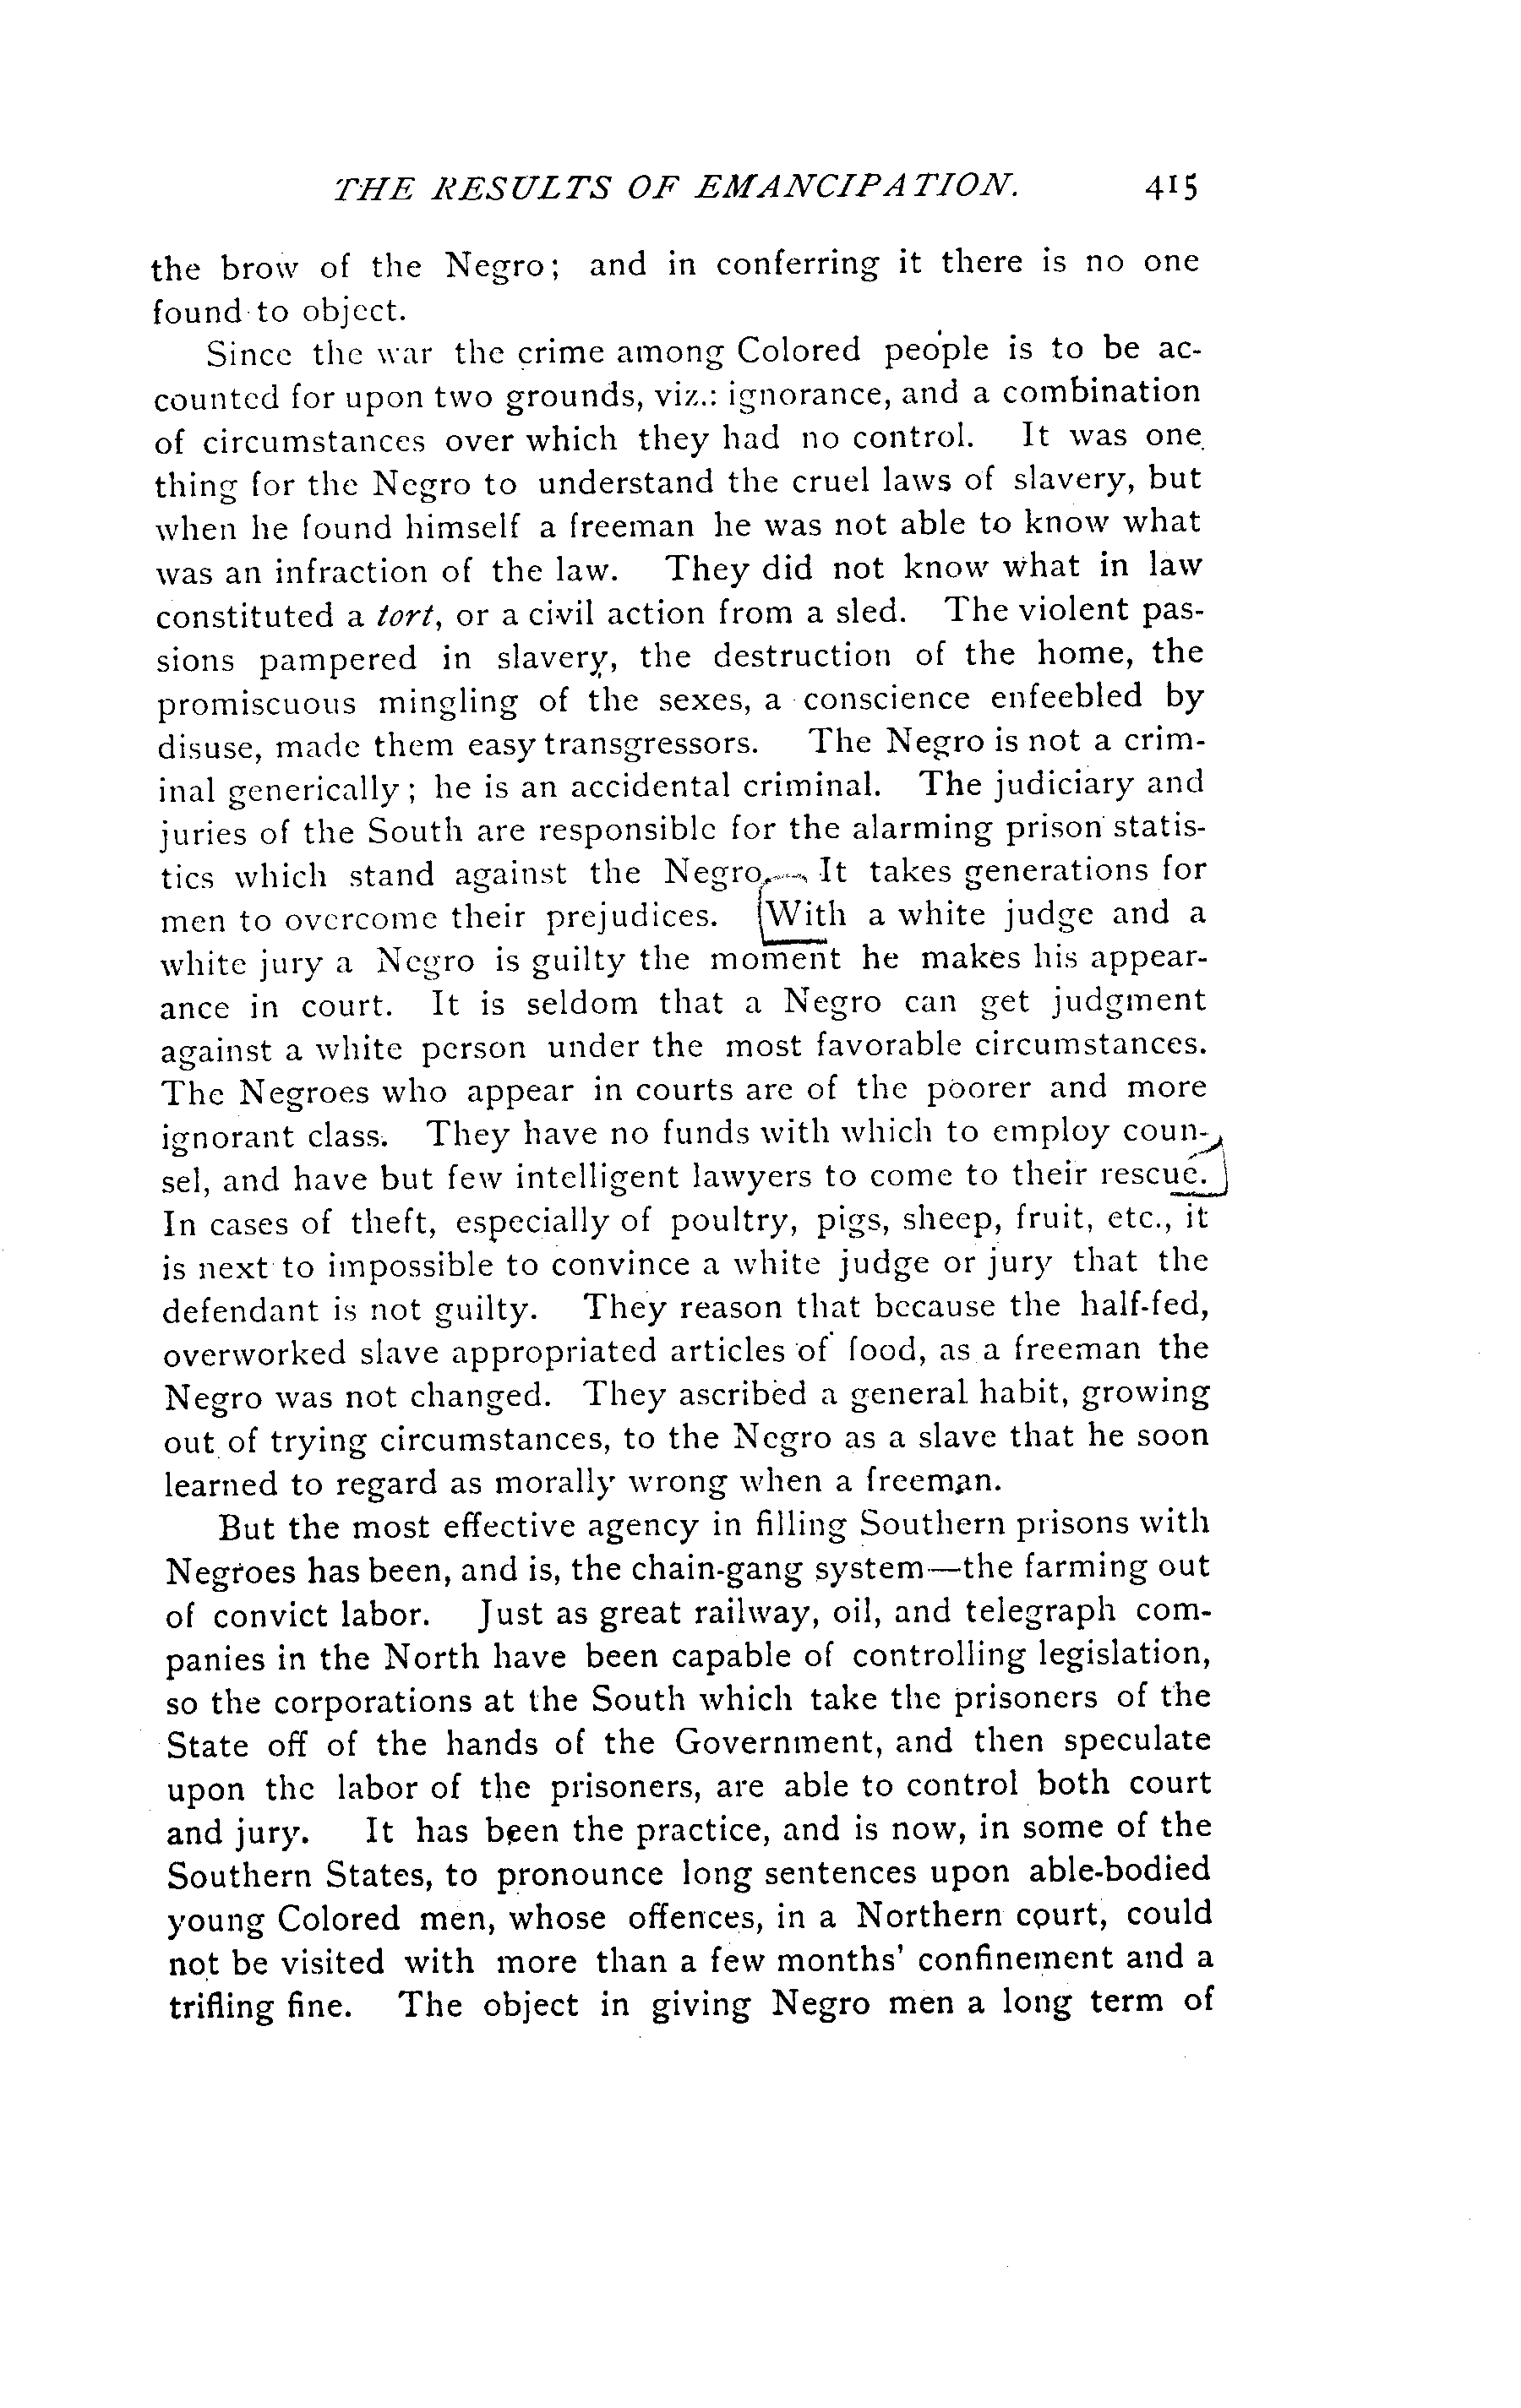 THE RESULTS OF EMANCIPATION. 415
the brow of the Negro; and in conferring it there is no one
found to object.
Since the war the crime among Colored people is to be ac-
counted for upon two grounds, viz.: ignorance, and a combination
of circumstances over which they had no control. It was one
thing for the Negro to understand the cruel laws of slavery, but
when he found himself a freeman he was not able to know what
was an infraction of the law. They did not know what in law
constituted a tort, or a civil action from a sled. The violent pas-
sions pampered in slavery, the destruction of the home, the
promiscuous mingling of the sexes, a conscience enfeebled by
disuse, made them easy transgressors. The Negro is not a crim-
inal generically; he is an accidental criminal. The judiciary and
juries of the South are responsible for the alarming prison statis-
tics which stand against the Negro. It takes generations for
men to overcome their prejudices. With a white judge and a
white jury a Negro is guilty the moment he makes his appear-
ance in court. It is seldom that a Negro can get judgment
against a white person under the most favorable circumstances.
The Negroes who appear in courts are of the poorer and more
ignorant class. They have no funds with which to employ coun-
sel, and have but few intelligent lawyers to come to their rescue.
In cases of theft, especially of poultry, pigs, sheep, fruit, etc., it
is next to impossible to convince a white judge or jury that the
defendant is not guilty. They reason that because the half-fed,
overworked slave appropriated articles of food, as a freeman the
Negro was not changed. They ascribed a general habit, growing
out of trying circumstances, to the Negro as a slave that he soon
learned to regard as morally wrong when a freeman.
But the most effective agency in filling Southern prisons with
Negroes has been, and is, the chain-gang system—the farming out
of convict labor. Just as great railway, oil, and telegraph com-
panies in the North have been capable of controlling legislation,
so the corporations at the South which take the prisoners of the
State off of the hands of the Government, and then speculate
upon the labor of the prisoners, are able to control both court
and jury. It has been the practice, and is now, in some of the
Southern States, to pronounce long sentences upon able-bodied
young Colored men, whose offences, in a Northern court, could
not be visited with more than a few months' confinement and a
trifling fine. The object in giving Negro men a long term of